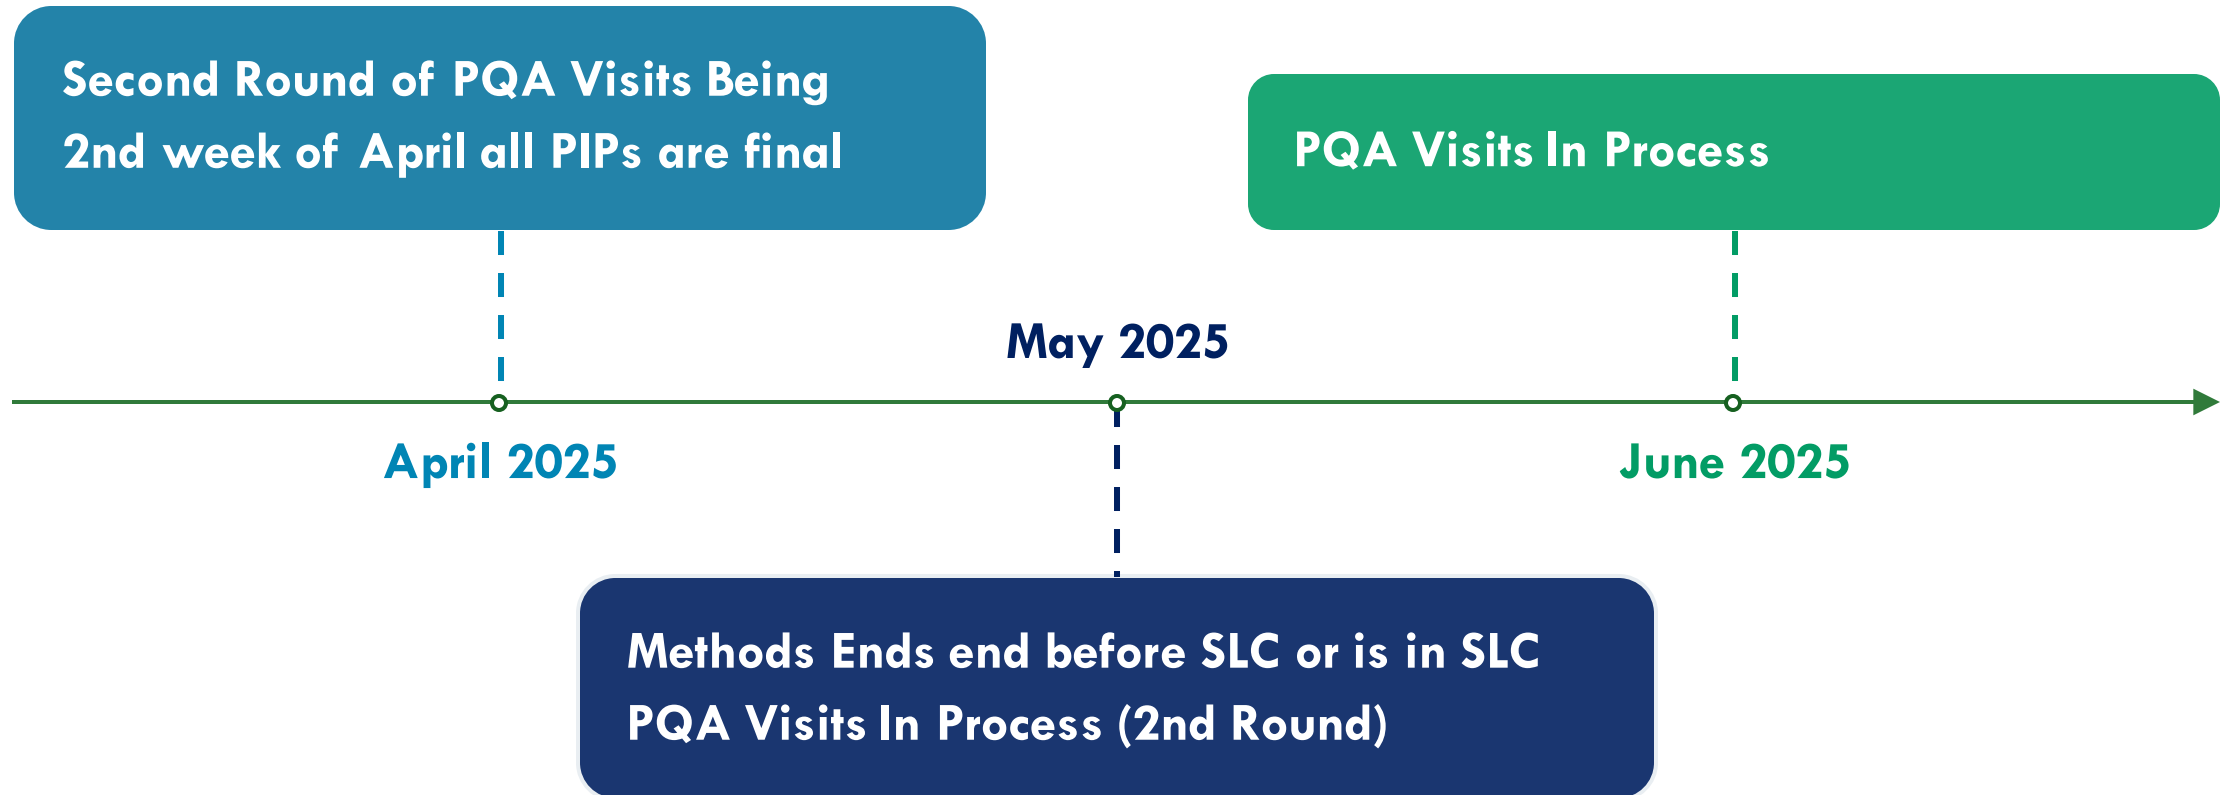 Second Round of PQA Visits Being
2nd week of April all PIPs are final
PQA Visits In Process
May 2025
April 2025
June 2025
Methods Ends end before SLC or is in SLC
PQA Visits In Process (2nd Round)